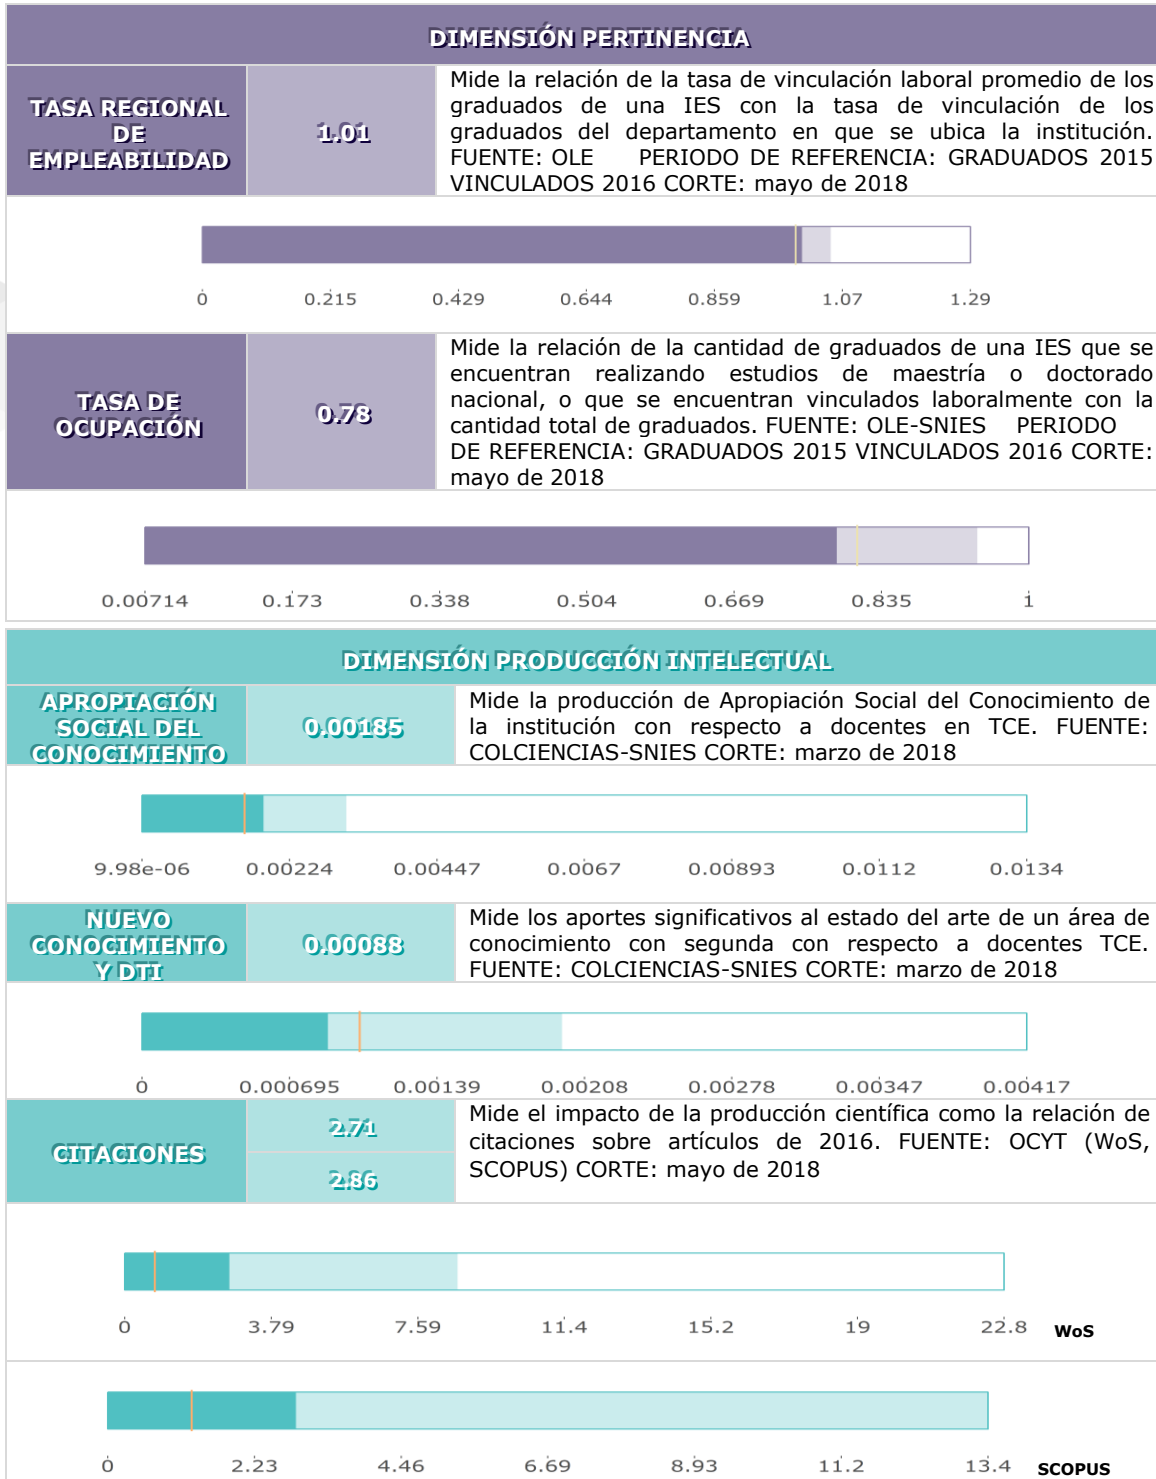 DIMENSIÓN PERTINENCIA
TASA REGIONAL
DE
EMPLEABILIDAD
1.01
Mide la relación de la tasa de vinculación laboral promedio de los
graduados de una IES con la tasa de vinculación de los
graduados del departamento en que se ubica la institución.
FUENTE: OLE PERIODO DE REFERENCIA: GRADUADOS 2015
VINCULADOS 2016 CORTE: mayo de 2018
0 0.215 0.429 0.644 0.859 1.07 1.29
TASA DE
OCUPACIÓN
0.78
Mide la relación de la cantidad de graduados de una IES que se
encuentran realizando estudios de maestría o doctorado
nacional, o que se encuentran vinculados laboralmente con la
cantidad total de graduados. FUENTE: OLE-SNIES PERIODO
DE REFERENCIA: GRADUADOS 2015 VINCULADOS 2016 CORTE:
mayo de 2018
0.00714 0.173 0.338 0.504 0.669 0.835 1
DIMENSIÓN PRODUCCIÓN INTELECTUAL
APROPIACIÓN
SOCIAL DEL
CONOCIMIENTO
0.00185
Mide la producción de Apropiación Social del Conocimiento de
la institución con respecto a docentes en TCE. FUENTE:
COLCIENCIAS-SNIES CORTE: marzo de 2018
9.98e-06 0.00224 0.00447 0.0067 0.00893 0.0112 0.0134
NUEVO
CONOCIMIENTO
Y DTI
0.00088
Mide los aportes significativos al estado del arte de un área de
conocimiento con segunda con respecto a docentes TCE.
FUENTE: COLCIENCIAS-SNIES CORTE: marzo de 2018
0 0.000695 0.00139 0.00208 0.00278 0.00347 0.00417
CITACIONES
2.71
2.86
Mide el impacto de la producción científica como la relación de
citaciones sobre artículos de 2016. FUENTE: OCYT (WoS,
SCOPUS) CORTE: mayo de 2018
0 3.79 7.59 11.4 15.2 19 22.8 WoS
0 2.23 4.46 6.69 8.93 11.2 13.4 SCOPUS